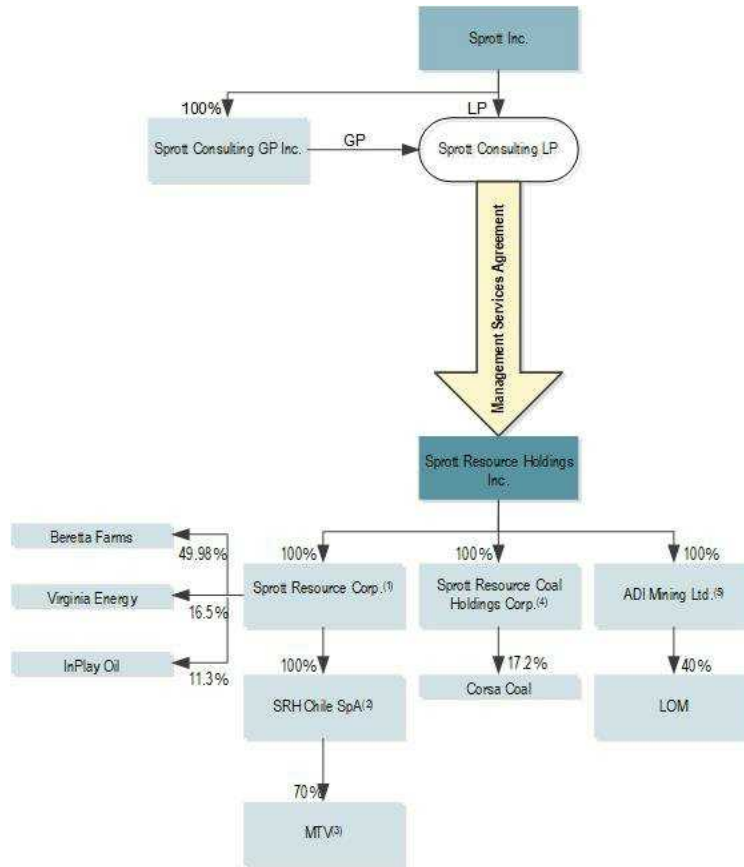 Sprott Inc.
100%
LP
Sprott Consulting GP Inc.
GP
Sprott Consulting LP
Management Services Agreement
Sprott Resource Holdings
Inc.
Beretta Farms
49.98%
100%
100%
100%
Virginia Energy
16.5%
Sprott Resource Corp.(1)
Sprott Resource Coal
Holdings Corp.(4)
ADI Mining Ltd.(5)
InPlay Oil
11.3%
100%
17.2%
40%
SRH Chile SpA(2)
Corsa Coal
LOM
70%
MTV(3)